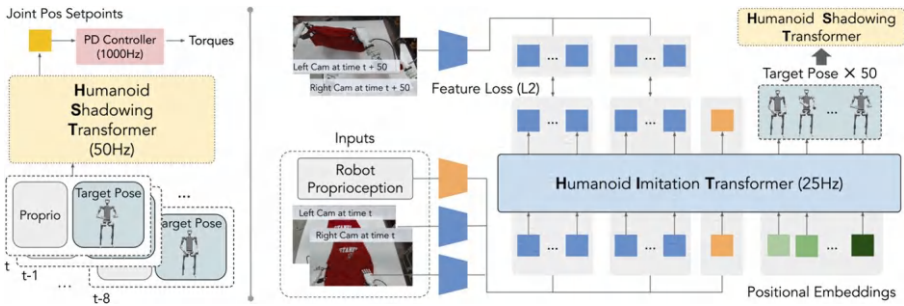 Joint Pos Setpoints
PD Controller
(1000Hz)
Torques
Humanoid
Shadowing
Transformer
(50Hz)
Proprio
Target Pose
...
Target Pose
t
t-1
...
t-8
Left Cam at time t + 50
Right Cam at time t + 50
Feature Loss (L2)
...
...
Humanoid Shadowing
Transformer
Target Pose × 50
...
...
...
Inputs
Robot
Proprioception
Left Cam at time t
Right Cam at time t
Humanoid Imitation Transformer (25Hz)
...
...
...
Positional Embeddings